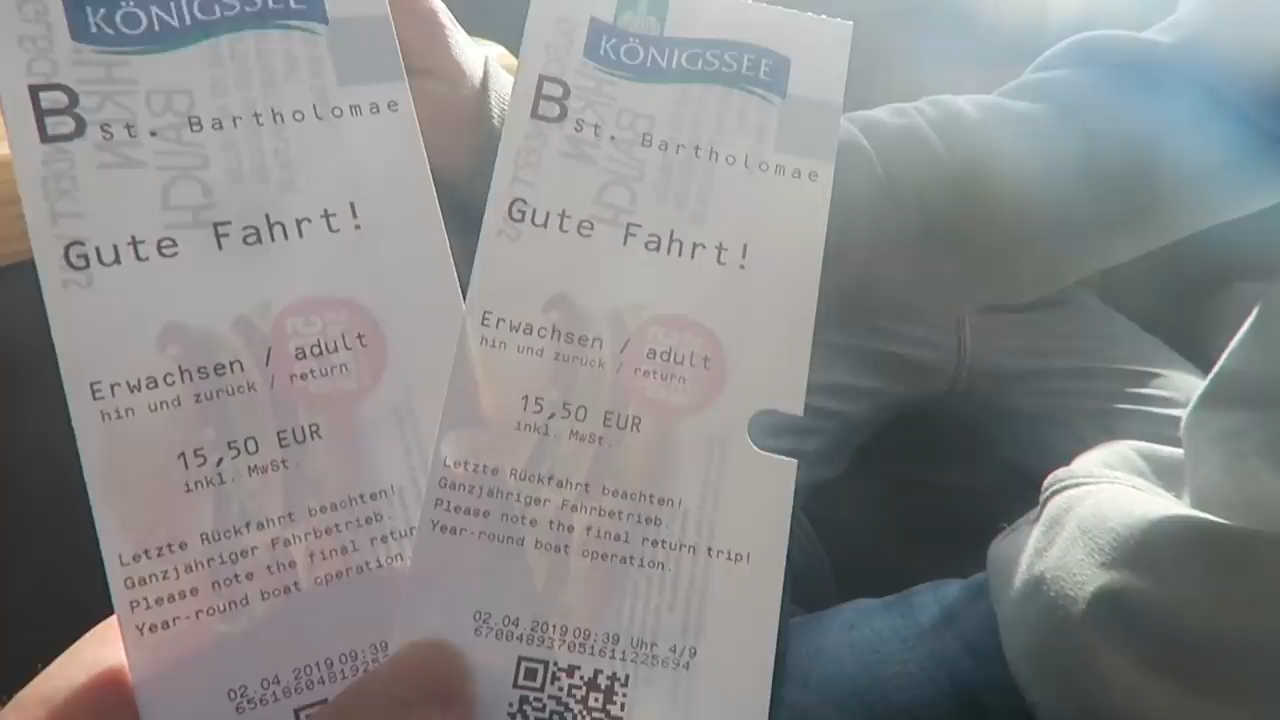 KÖNIGSSEE
B St. Bartholomae
Gute Fahrt!
Erwachsen / adult
hin und zurück / return
15,50 EUR
inkl. MwSt.
Letzte Rückfahrt beachten!
Ganzjähriger Fahrbetrieb.
Please note the final retur
Year-round boat operation.
02.04.2019 09:39
KÖNIGSSEE
B St. Bartholomae
Gute Fahrt!
Erwachsen / adult
hin und zurück / return
15,50 EUR
inkl. MwSt.
Letzte Rückfahrt beachten!
Ganzjähriger Fahrbetrieb.
Please note the final return trip!
Year-round boat operation.
02.04.2019 09:39 Uhr 4/9
67004893705161122​5694